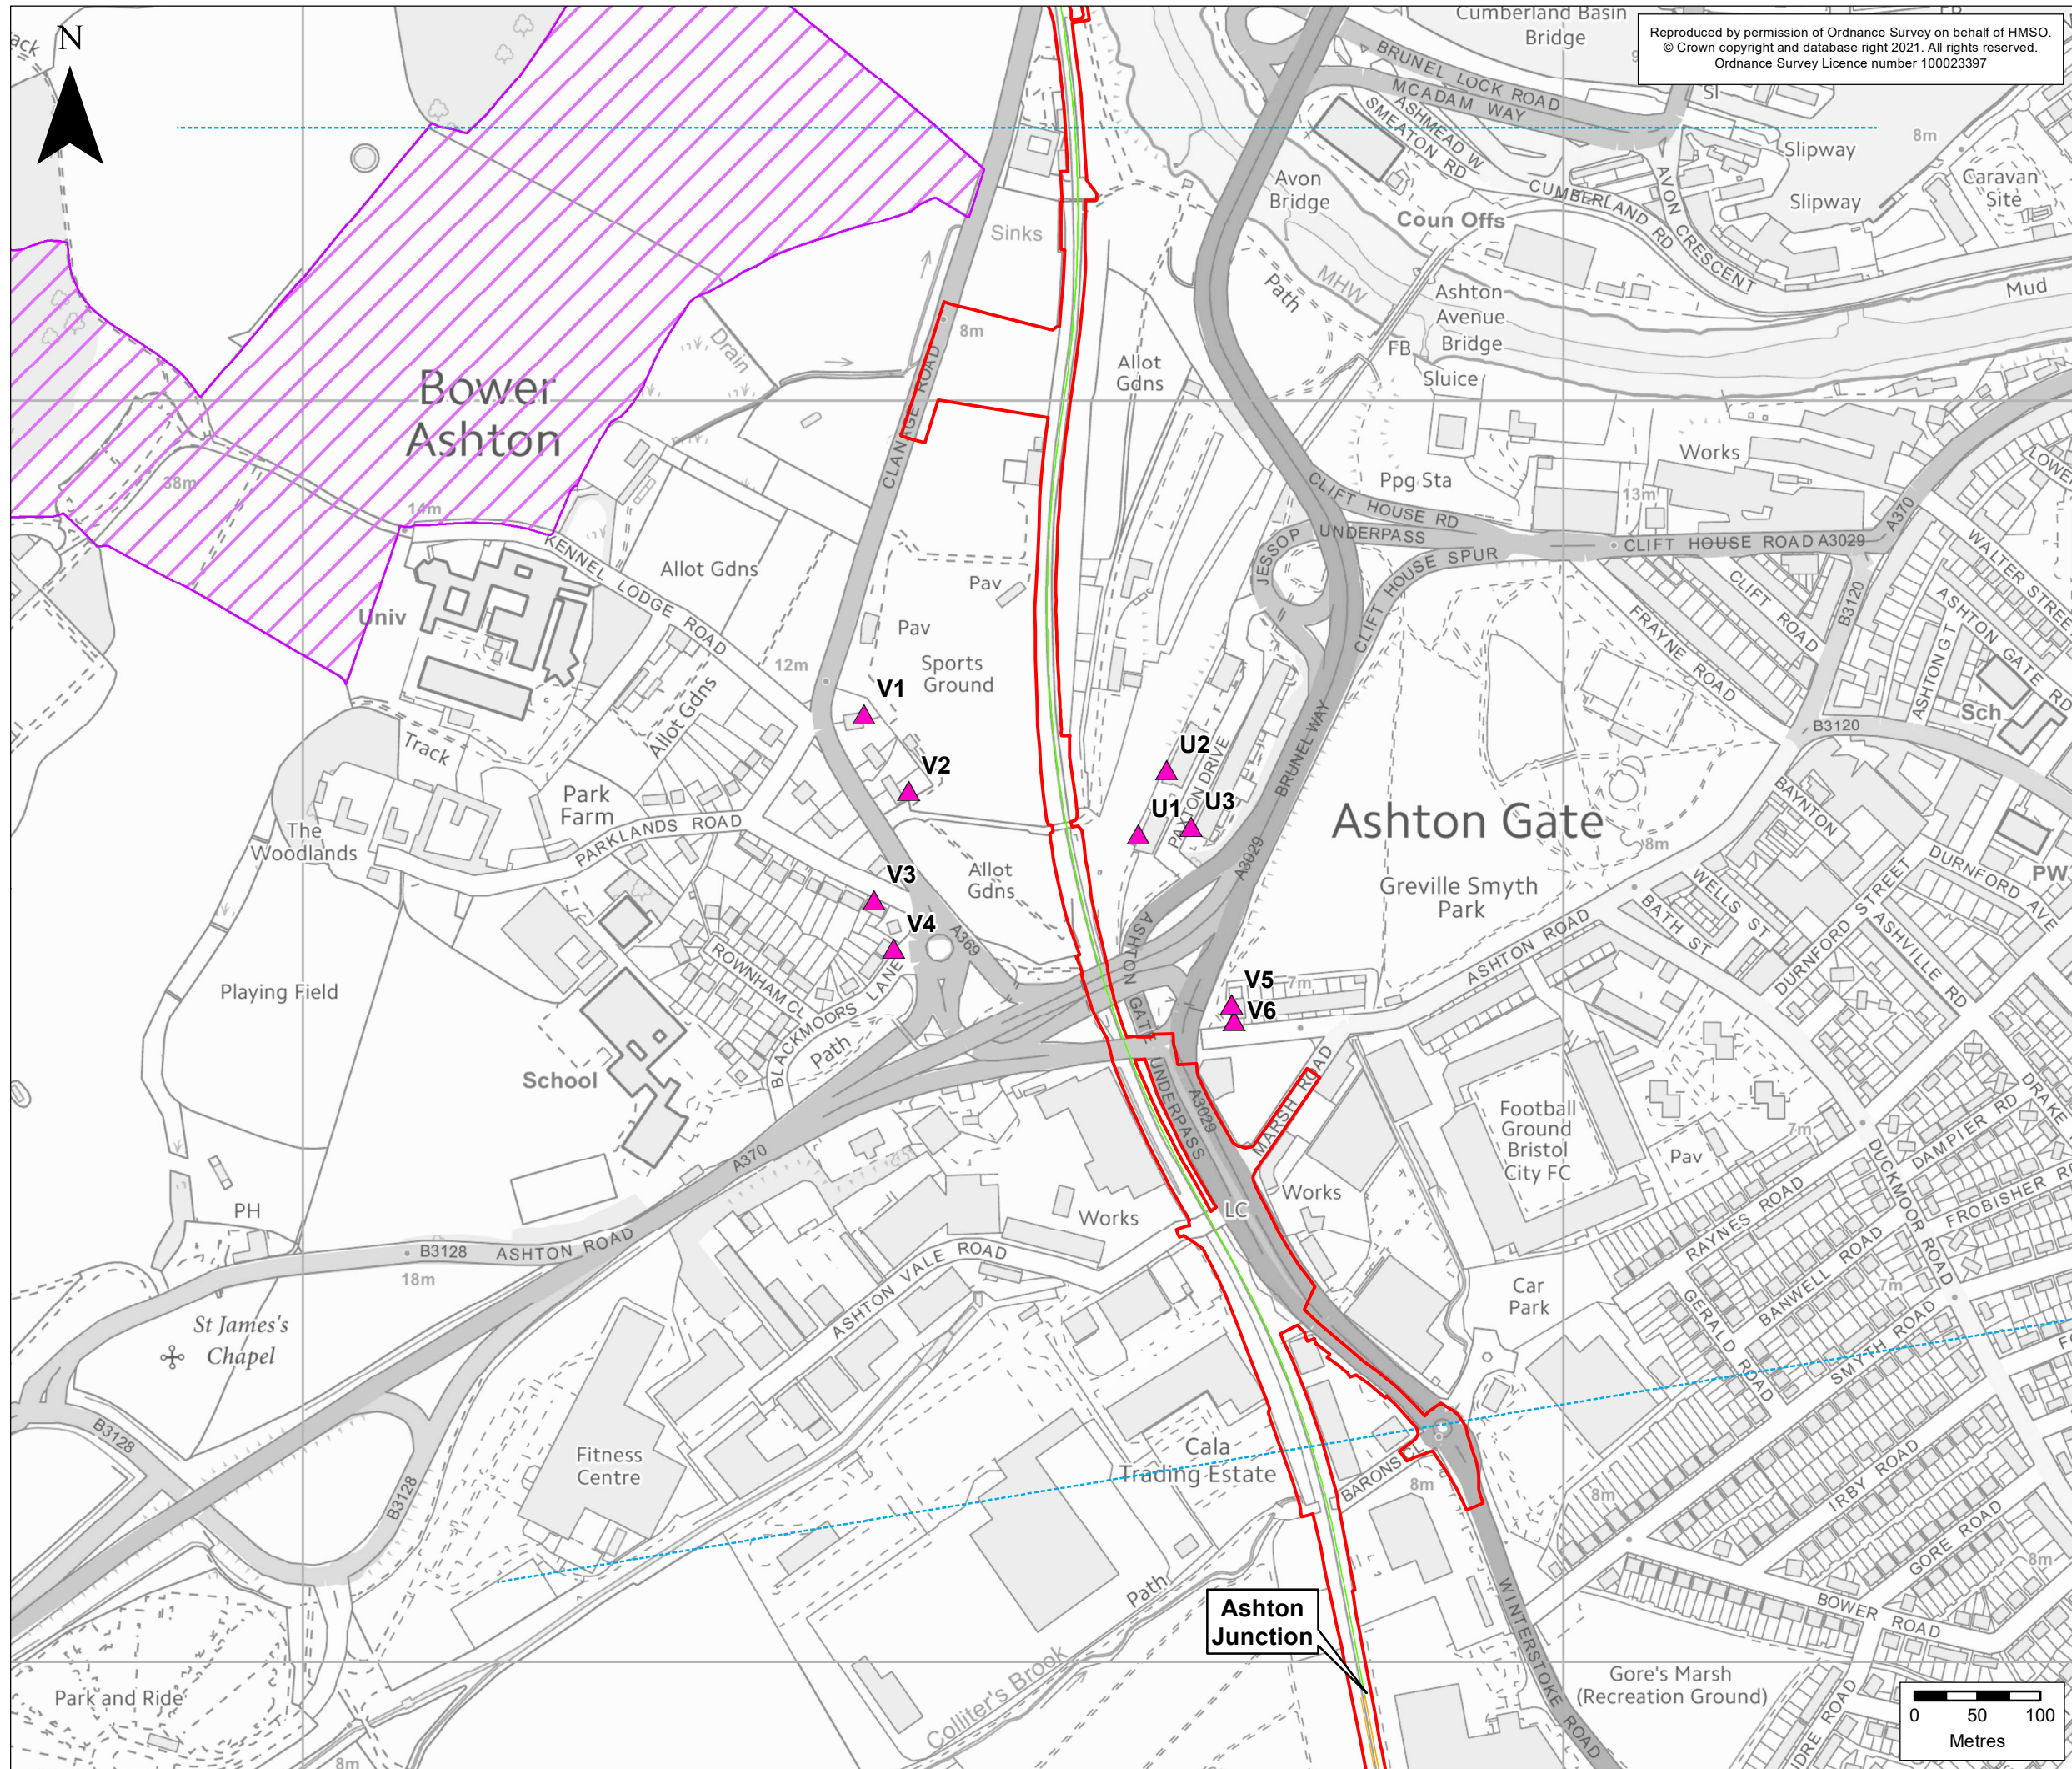 Reproduced by permission of Ordnance Survey on behalf of HMSO.
© Crown copyright and database right 2021. All rights reserved.
Ordnance Survey Licence number 100023397
N
Cumberland Basin
Bridge
BRUNEL LOCK ROAD
MCADAM WAY
ASHMEAD W
SMEATON RD
Slipway
8m
Caravan
Site
Slipway
Avon
Bridge
Coun Offs
CUMBERLAND RD
AVON CRESCENT
Sinks
Path
MHW
Ashton
Avenue
Bridge
Mud
FB
Sluice
8m
Drain
Allot
Gdns
CLANAGE ROAD
Bower
Ashton
Works
Ppg Sta
13m
LOWE
38m
14m
CLIFT HOUSE RD
JESSOP UNDERPASS
CLIFT HOUSE SPUR
CLIFT HOUSE ROAD A3029
A370
WALTER STREE
KENNEL LODGE ROAD
Allot Gdns
Pav
Univ
B3120
CLIFT ROAD
FRAYNE ROAD
ASHTON GATE RD
ASHTON GT
Pav
Sports
Ground
12m
Allot Gdns
V1
Sch
B3120
Track
V2
U2
PAXTON DRIVE
BRUNEL WAY
Park
Farm
U1
U3
Ashton Gate
BAYNTON
The
Woodlands
PARKLANDS ROAD
8m
A3029
DURNFORD AVE
PW
V3
Allot
Gdns
Greville Smyth
Park
WELLS ST
BATH ST
DURNFORD STREET
ASHVILLE RD
V4
A369
ASHTON GATE UNDERPASS
ASHTON ROAD
ROWNHAM CL
Playing Field
V5
7m
V6
BLACKMOORS LANE
Path
School
A3029
MARSH ROAD
Football
Ground
Bristol
City FC
7m
DAMPIER RD
DRAKE
Pav
A370
DUCKMOOR ROAD
FROBISHER R
Works
LC
PH
Works
RAYNES ROAD
B3128
ASHTON ROAD
18m
ASHTON VALE ROAD
BANWELL ROAD
Car
Park
GERALD ROAD
SMYTH ROAD
7m
St James's
Chapel
B3128
Fitness
Centre
Cala
Trading Estate
BARONS CL
8m
8m
IRBY ROAD
GORE ROAD
8m
B3128
Path
Ashton
Junction
BOWER ROAD
WINTERSTOKE ROAD
Gore's Marsh
(Recreation Ground)
Park and Ride
Colliter's Brook
8m
0 50 100
Metres